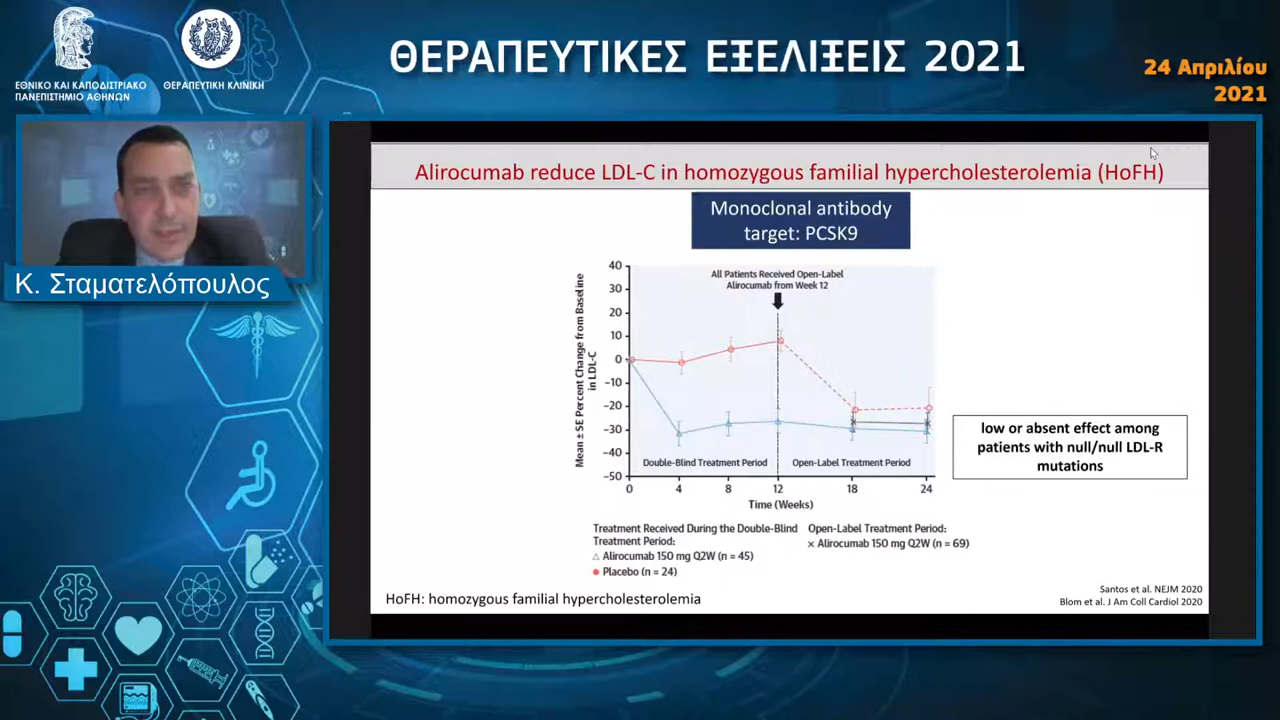 ΘΕΡΑΠΕΥΤΙΚΕΣ ΕΞΕΛΙΞΕΙΣ 2021
24 Απριλίου
2021
ΕΘΝΙΚΟ ΚΑΙ ΚΑΠΟΔΙΣΤΡΙΑΚΟ
ΠΑΝΕΠΙΣΤΗΜΙΟ ΑΘΗΝΩΝ
ΘΕΡΑΠΕΥΤΙΚΗ ΚΛΙΝΙΚΗ
Κ. Σταματελόπουλος
Alirocumab reduce LDL-C in homozygous familial hypercholesterolemia (HoFH)
Monoclonal antibody
target: PCSK9
Mean ± SE Percent Change from Baseline
in LDL-C
40
30
20
10
0
−10
−20
−30
−40
−50
All Patients Received Open-Label
Alirocumab from Week 12
Double-Blind Treatment Period
Open-Label Treatment Period
0 4 8 12 18 24
Time (Weeks)
Treatment Received During the Double-Blind
Treatment Period:
Alirocumab 150 mg Q2W (n = 45)
Placebo (n = 24)
Open-Label Treatment Period:
× Alirocumab 150 mg Q2W (n = 69)
low or absent effect among
patients with null/null LDL-R
mutations
HoFH: homozygous familial hypercholesterolemia
Santos et al. NEJM 2020
Blom et al. J Am Coll Cardiol 2020